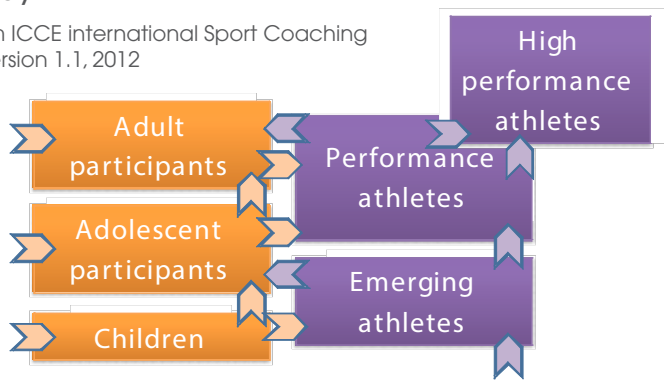 ICCE international Sport Coaching
1.1, 2012
High
performance
athletes
Adult
participants
Performance
athletes
Adolescent
participants
Emerging
athletes
Children